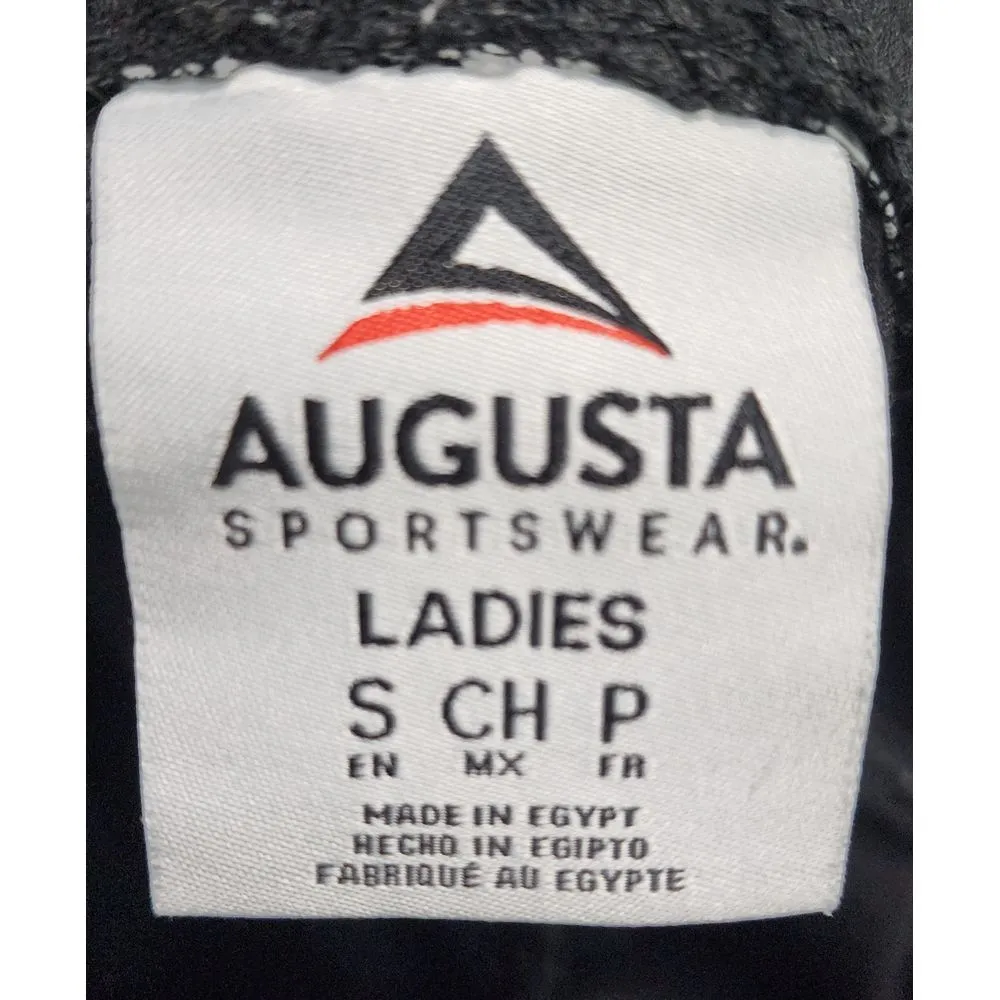 AUGUSTA
SPORTSWEAR.
LADIES
S CH P
EN MX FR
MADE IN EGYPT
HECHO IN EGIPTO
FABRIQUÉ AU EGYPTE